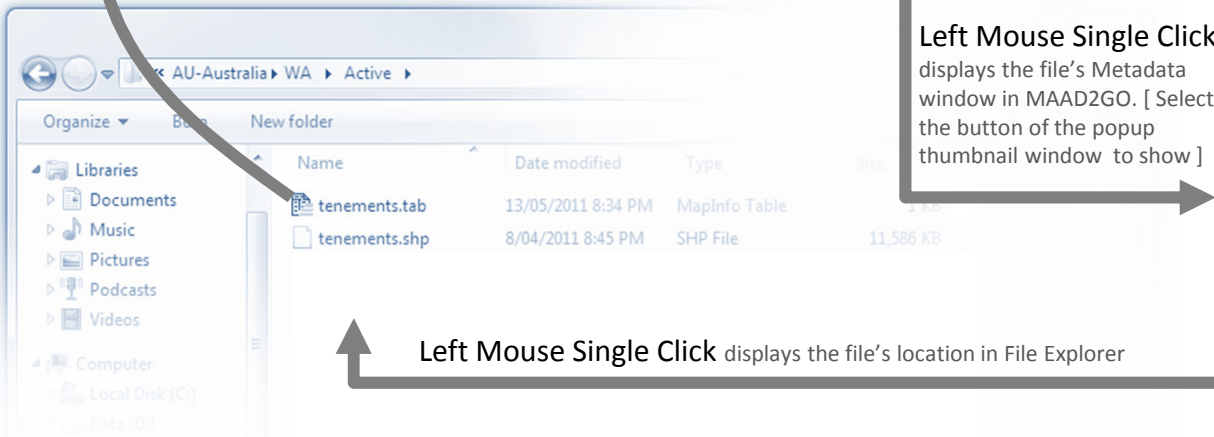 Left Mouse Single Click
displays the file's Metadata
window in MAAD2GO. [ Select
the button of the popup
thumbnail window to show ]
« AU-Australia ▸ WA ▸ Active ▸
Organize New folder
Name Date modified Type Size
Libraries
Documents
Music
Pictures
Podcasts
Videos
Computer
Local Disk (C:)
Data (D:)
tenements.tab 13/05/2011 8:34 PM MapInfo Table 1 KB
tenements.shp 8/04/2011 8:45 PM SHP File 11,586 KB
Left Mouse Single Click displays the file's location in File Explorer